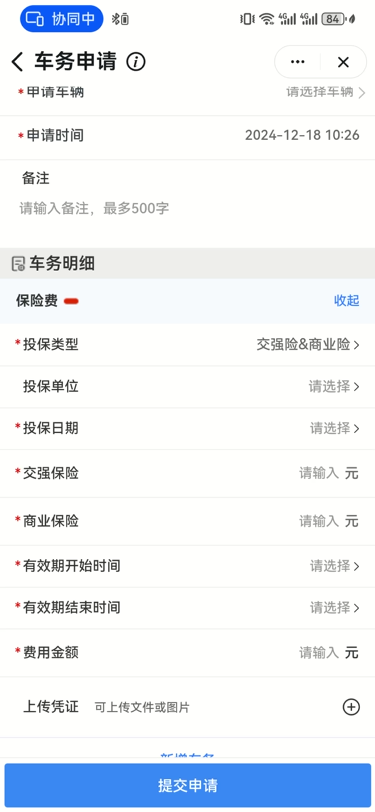 协同中 4G 4G 84
车务申请
*申请车辆 请选择车辆
*申请时间 2024-12-18 10:26
备注
请输入备注，最多500字
车务明细
保险费 收起
*投保类型 交强险&商业险
投保单位 请选择
*投保日期 请选择
*交强保险 请输入 元
*商业保险 请输入 元
*有效期开始时间 请选择
*有效期结束时间 请选择
*费用金额 请输入 元
上传凭证 可上传文件或图片
提交申请